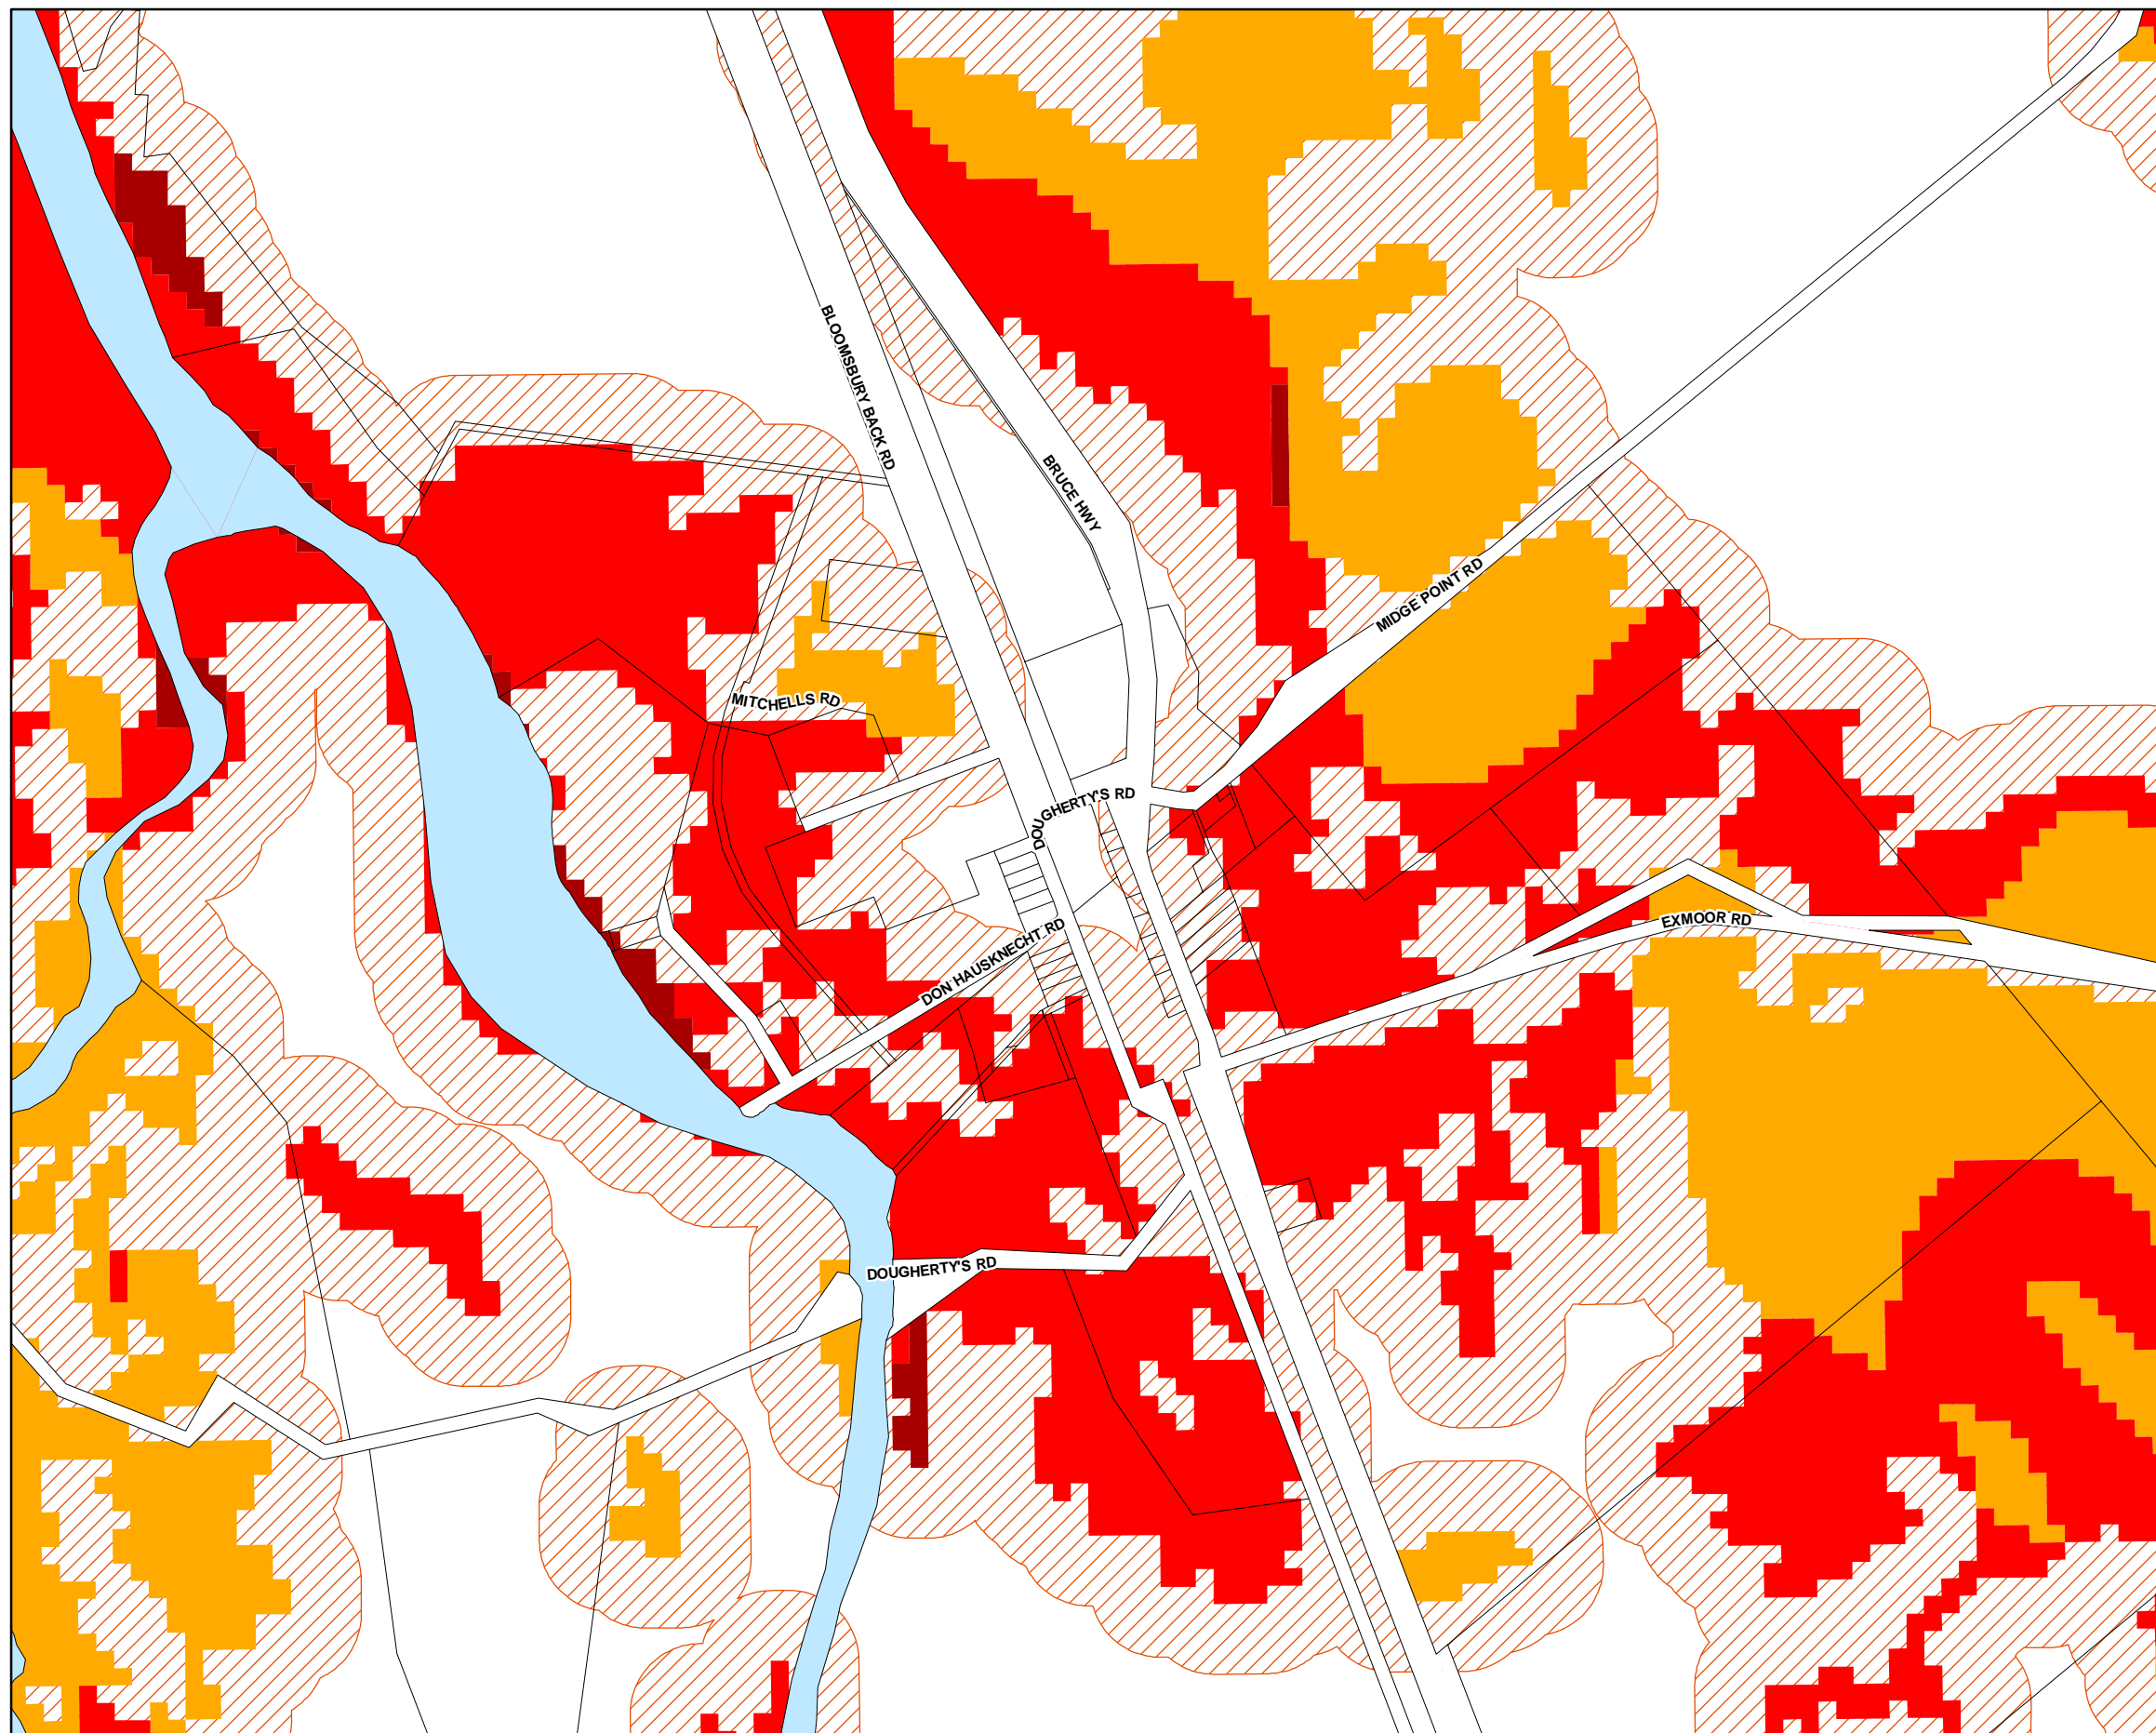 BLOOMSBURY BACK RD
BRUCE HWY
MIDGE POINT RD
MITCHELLS RD
DOUGHERTY'S RD
EXMOOR RD
DON HAUSKNECHT RD
DOUGHERTY'S RD